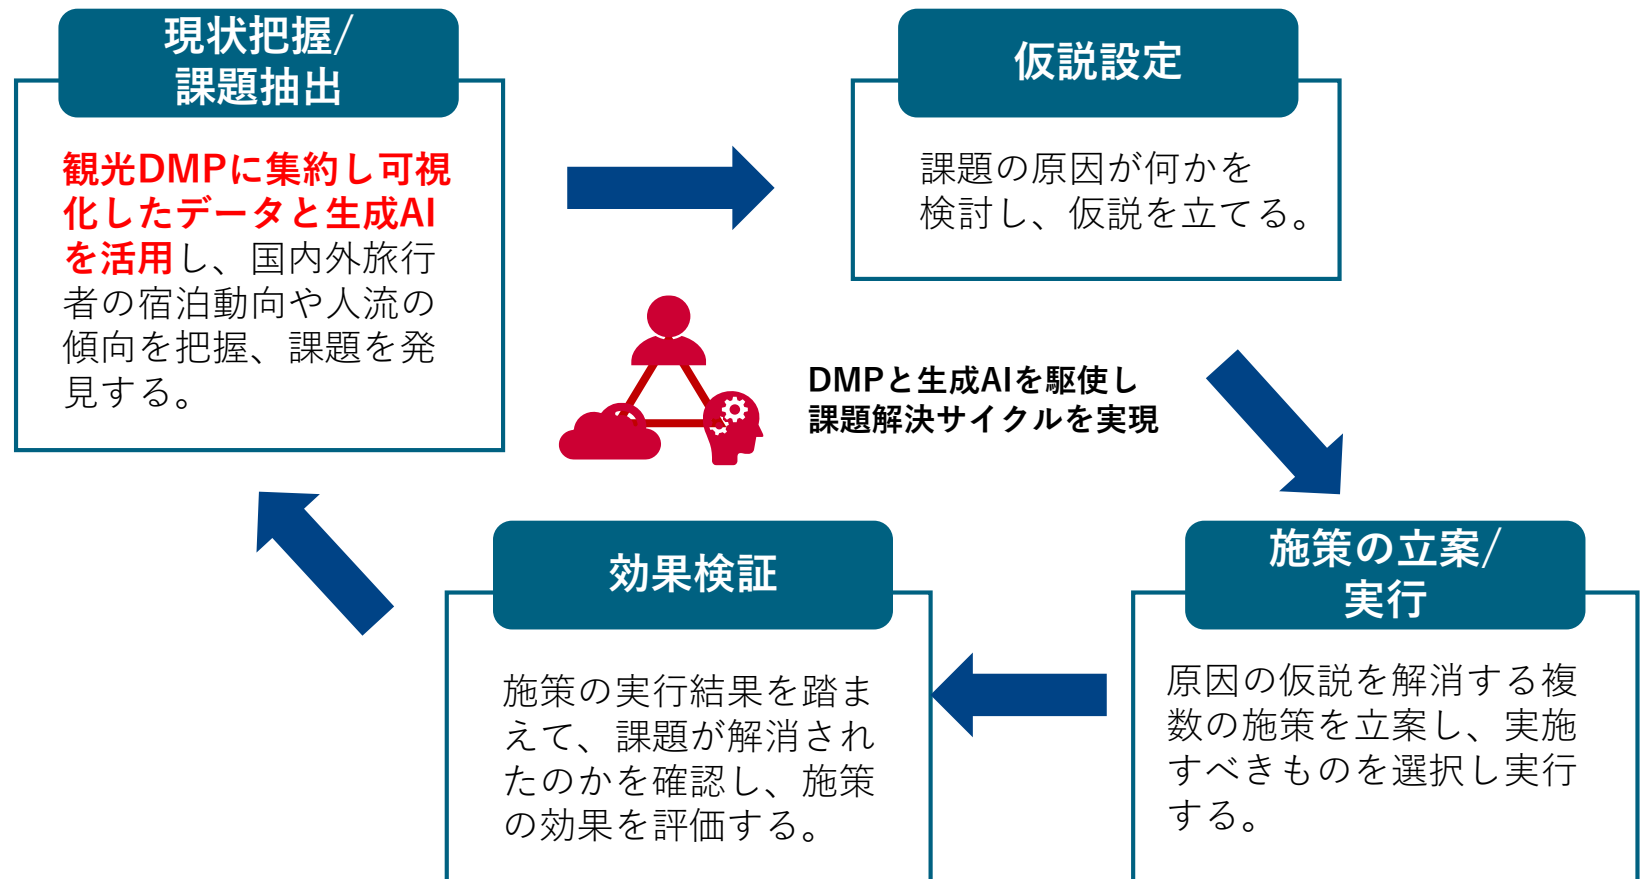 現状把握/
課題抽出
観光DMPに集約し可視
化したデータと生成AI
を活用し、国内外旅行
者の宿泊動向や人流の
傾向を把握、課題を発
見する。
仮説設定
課題の原因が何かを
検討し、仮説を立てる。
DMPと生成AIを駆使し
課題解決サイクルを実現
施策の立案/
実行
原因の仮説を解消する複
数の施策を立案し、実施
すべきものを選択し実行
する。
効果検証
施策の実行結果を踏ま
えて、課題が解消され
たのかを確認し、施策
の効果を評価する。